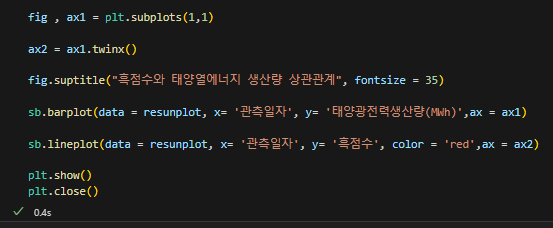 fig , ax1 = plt.subplots(1,1)
ax2 = ax1.twinx()
fig.suptitle("흑점수와 태양열에너지 생산량 상관관계", fontsize = 35)
sb.barplot(data = resunplot, x= '관측일자', y= '태양광전력생산량(MWh)',ax = ax1)
sb.lineplot(data = resunplot, x= '관측일자', y= '흑점수', color = 'red',ax = ax2)
plt.show()
plt.close()
0.4s